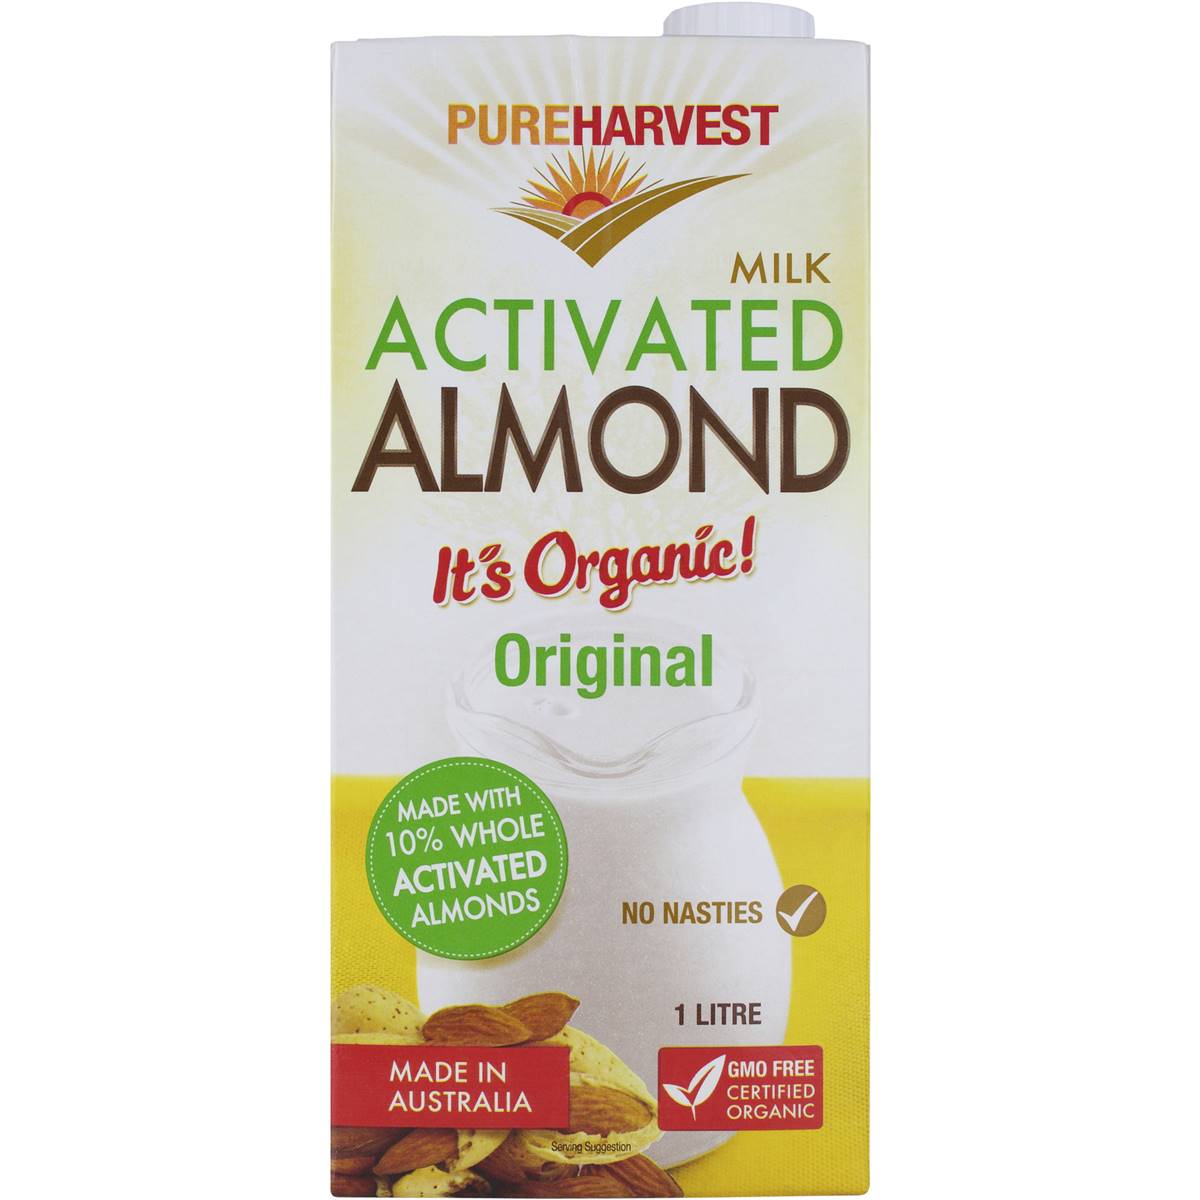 PUREHARVEST
MILK
ACTIVATED
ALMOND
It's Organic!
Original
MADE WITH
10% WHOLE
ACTIVATED
ALMONDS
NO NASTIES
1 LITRE
MADE IN
AUSTRALIA
GMO FREE
CERTIFIED
ORGANIC
Serving Suggestion